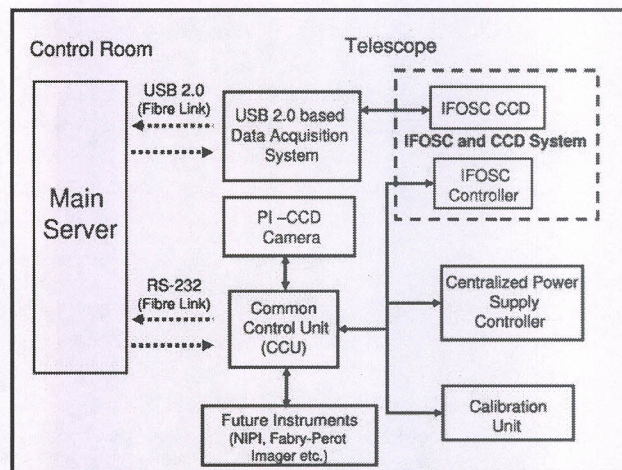 Control Room
Telescope
USB 2.0
(Fibre Link)
USB 2.0 based
Data Acquisition
System
IFOSC CCD
IFOSC and CCD System
IFOSC
Controller
Main
Server
PI –CCD
Camera
RS-232
(Fibre Link)
Common
Control Unit
(CCU)
Centralized Power
Supply
Controller
Future Instruments
(NIPI, Fabry-Perot
Imager etc.)
Calibration
Unit